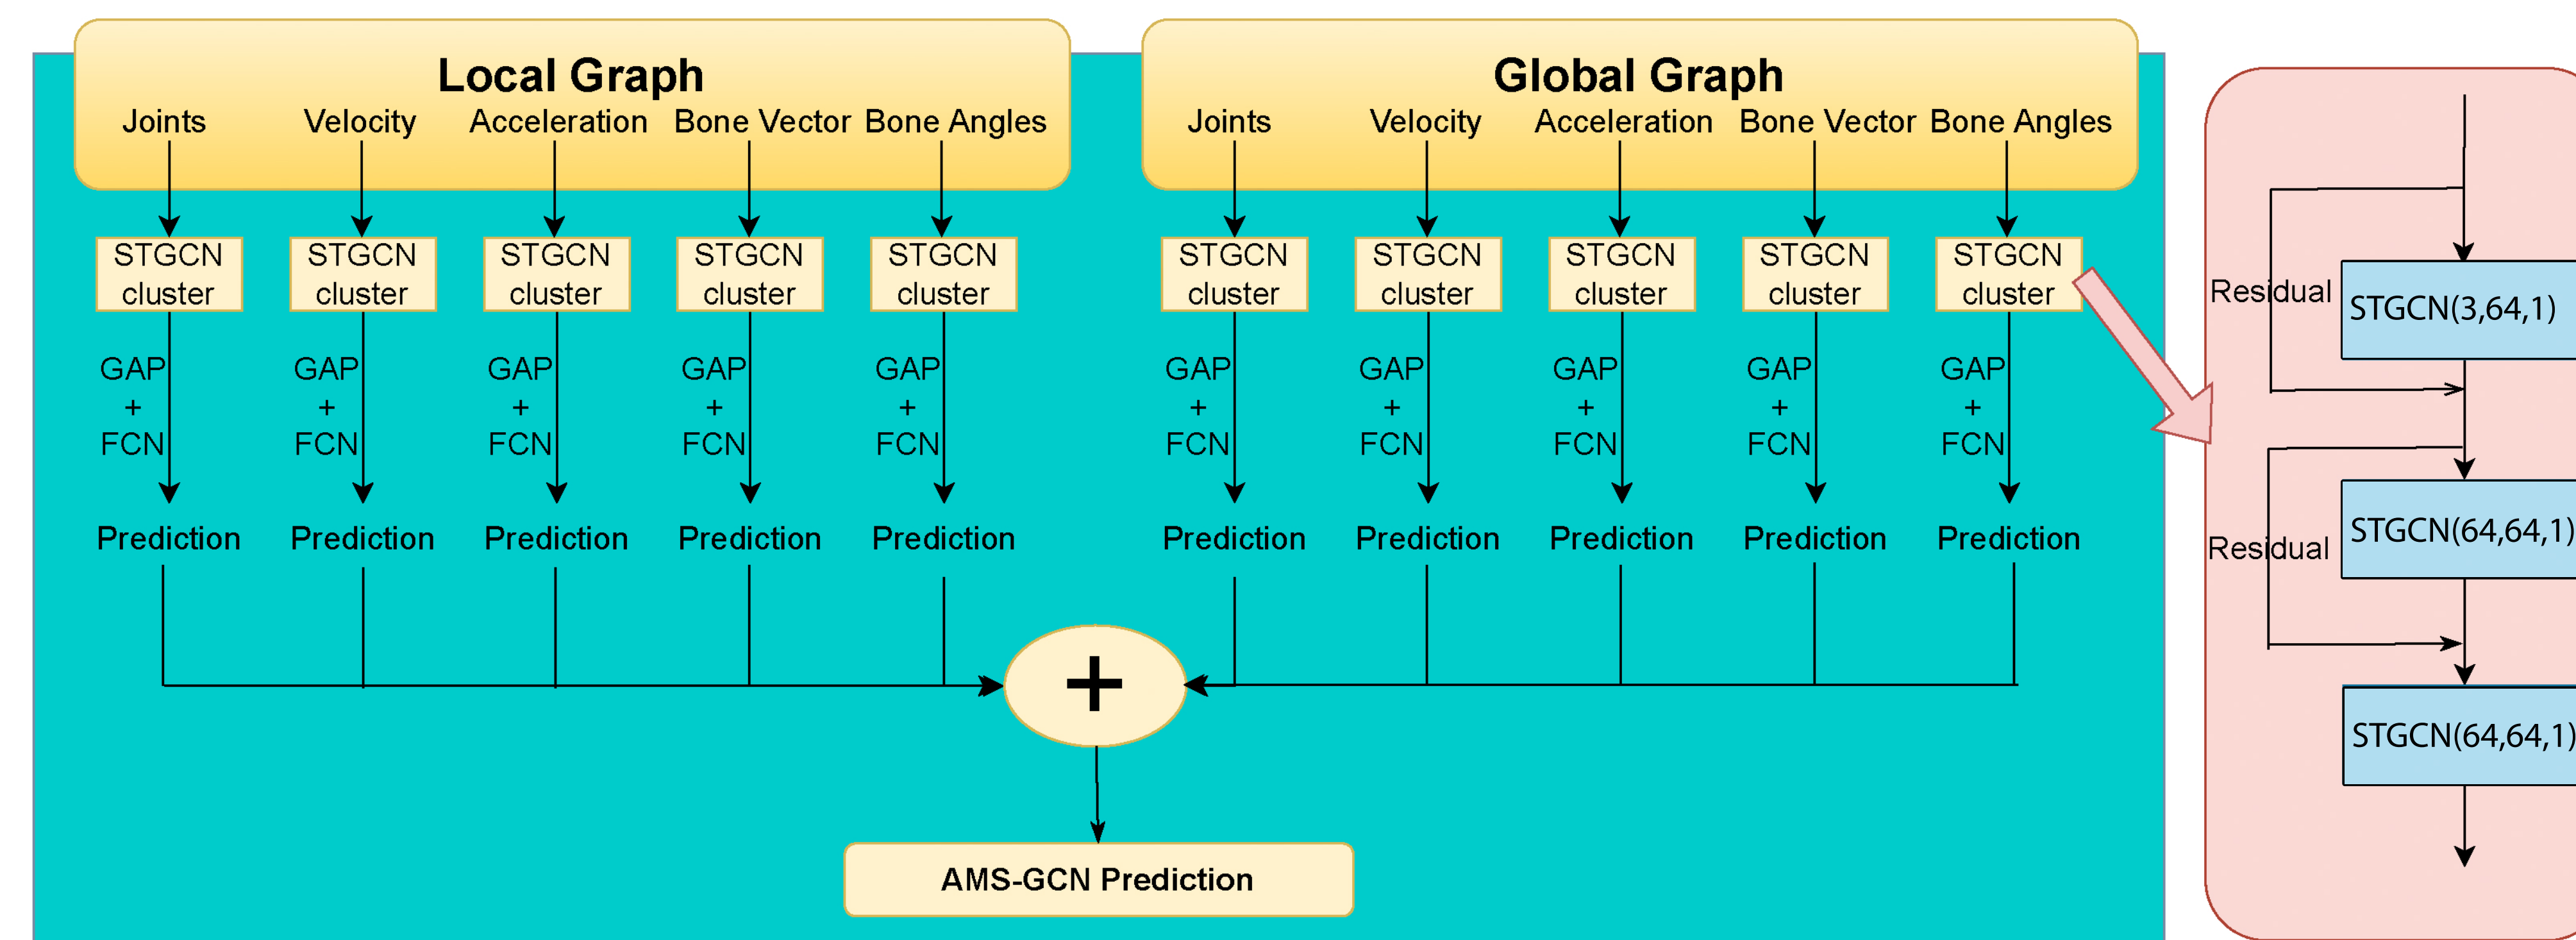 Local Graph
Joints Velocity Acceleration Bone Vector Bone Angles
STGCN cluster STGCN cluster STGCN cluster STGCN cluster STGCN cluster
GAP + FCN GAP + FCN GAP + FCN GAP + FCN GAP + FCN
Prediction Prediction Prediction Prediction Prediction
Global Graph
Joints Velocity Acceleration Bone Vector Bone Angles
STGCN cluster STGCN cluster STGCN cluster STGCN cluster STGCN cluster
GAP + FCN GAP + FCN GAP + FCN GAP + FCN GAP + FCN
Prediction Prediction Prediction Prediction Prediction
+
AMS-GCN Prediction
Residual
STGCN(3,64,1)
Residual
STGCN(64,64,1)
STGCN(64,64,1)